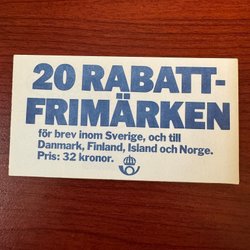 20 RABATT-
FRIMÄRKEN
för brev inom Sverige, och till
Danmark, Finland, Island och Norge.
Pris: 32 kronor.